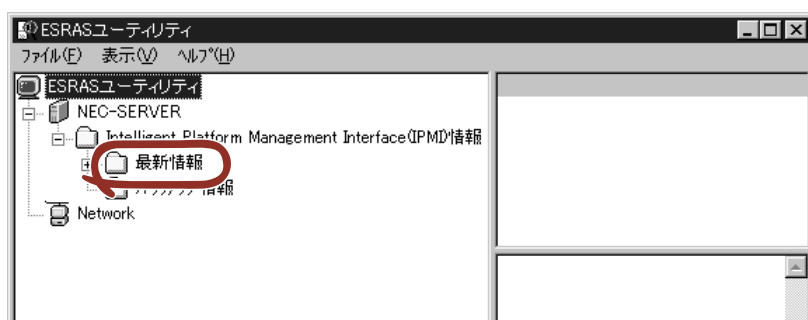 ESRASユーティリティ
ファイル(F) 表示(V) ヘルプ(H)
ESRASユーティリティ
NEC-SERVER
Intelligent Platform Management Interface(IPMI)情報
最新情報
情報
Network